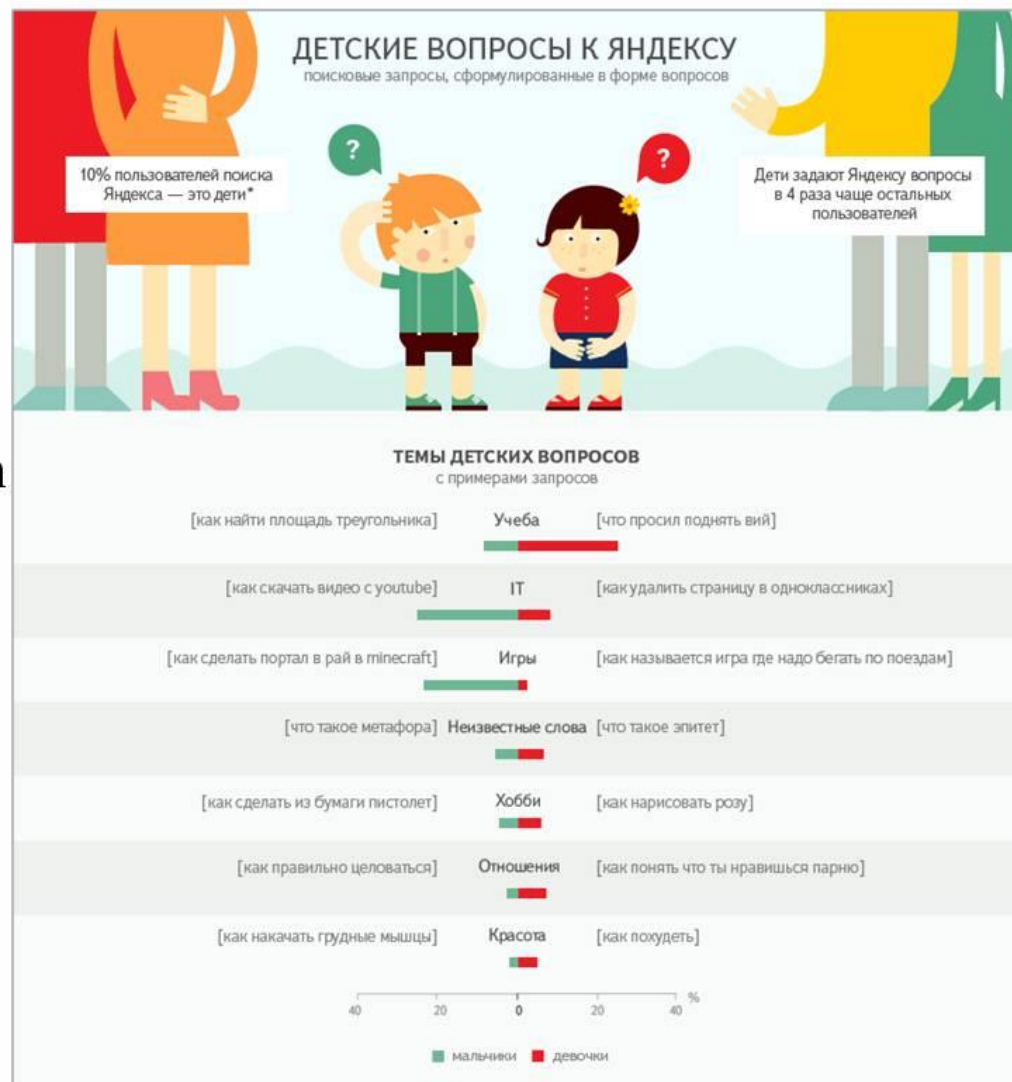 ДЕТСКИЕ ВОПРОСЫ К ЯНДЕКСУ
поисковые запросы, сформулированные в форме вопросов
?
?
10% пользователей поиска
Яндекса — это дети*
Дети задают Яндексу вопросы
в 4 раза чаще остальных
пользователей
ТЕМЫ ДЕТСКИХ ВОПРОСОВ
с примерами запросов
[как найти площадь треугольника] Учеба [что просил поднять вий]
[как скачать видео с youtube] IT [как удалить страницу в одноклассниках]
[как сделать портал в рай в minecraft] Игры [как называется игра где надо бегать по поездам]
[что такое метафора] Неизвестные слова [что такое эпитет]
[как сделать из бумаги пистолет] Хобби [как нарисовать розу]
[как правильно целоваться] Отношения [как понять что ты нравишься парню]
[как накачать грудные мышцы] Красота [как похудеть]
40 20 0 20 40 %
мальчики девочки